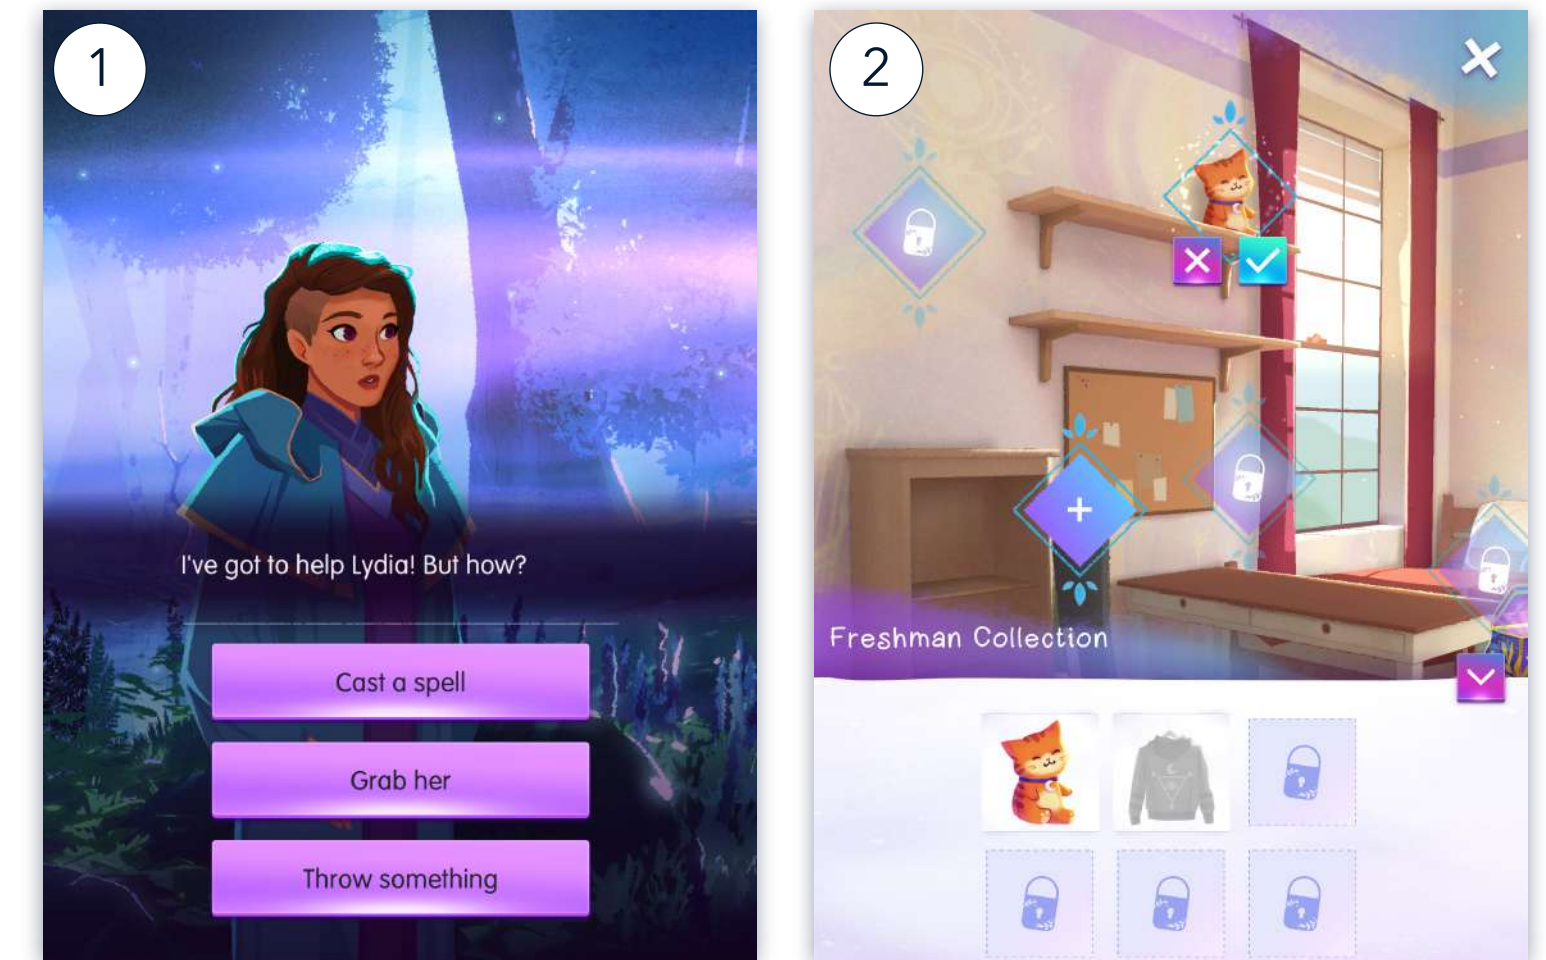 1
I've got to help Lydia! But how?
Cast a spell
Grab her
Throw something
2
Freshman Collection